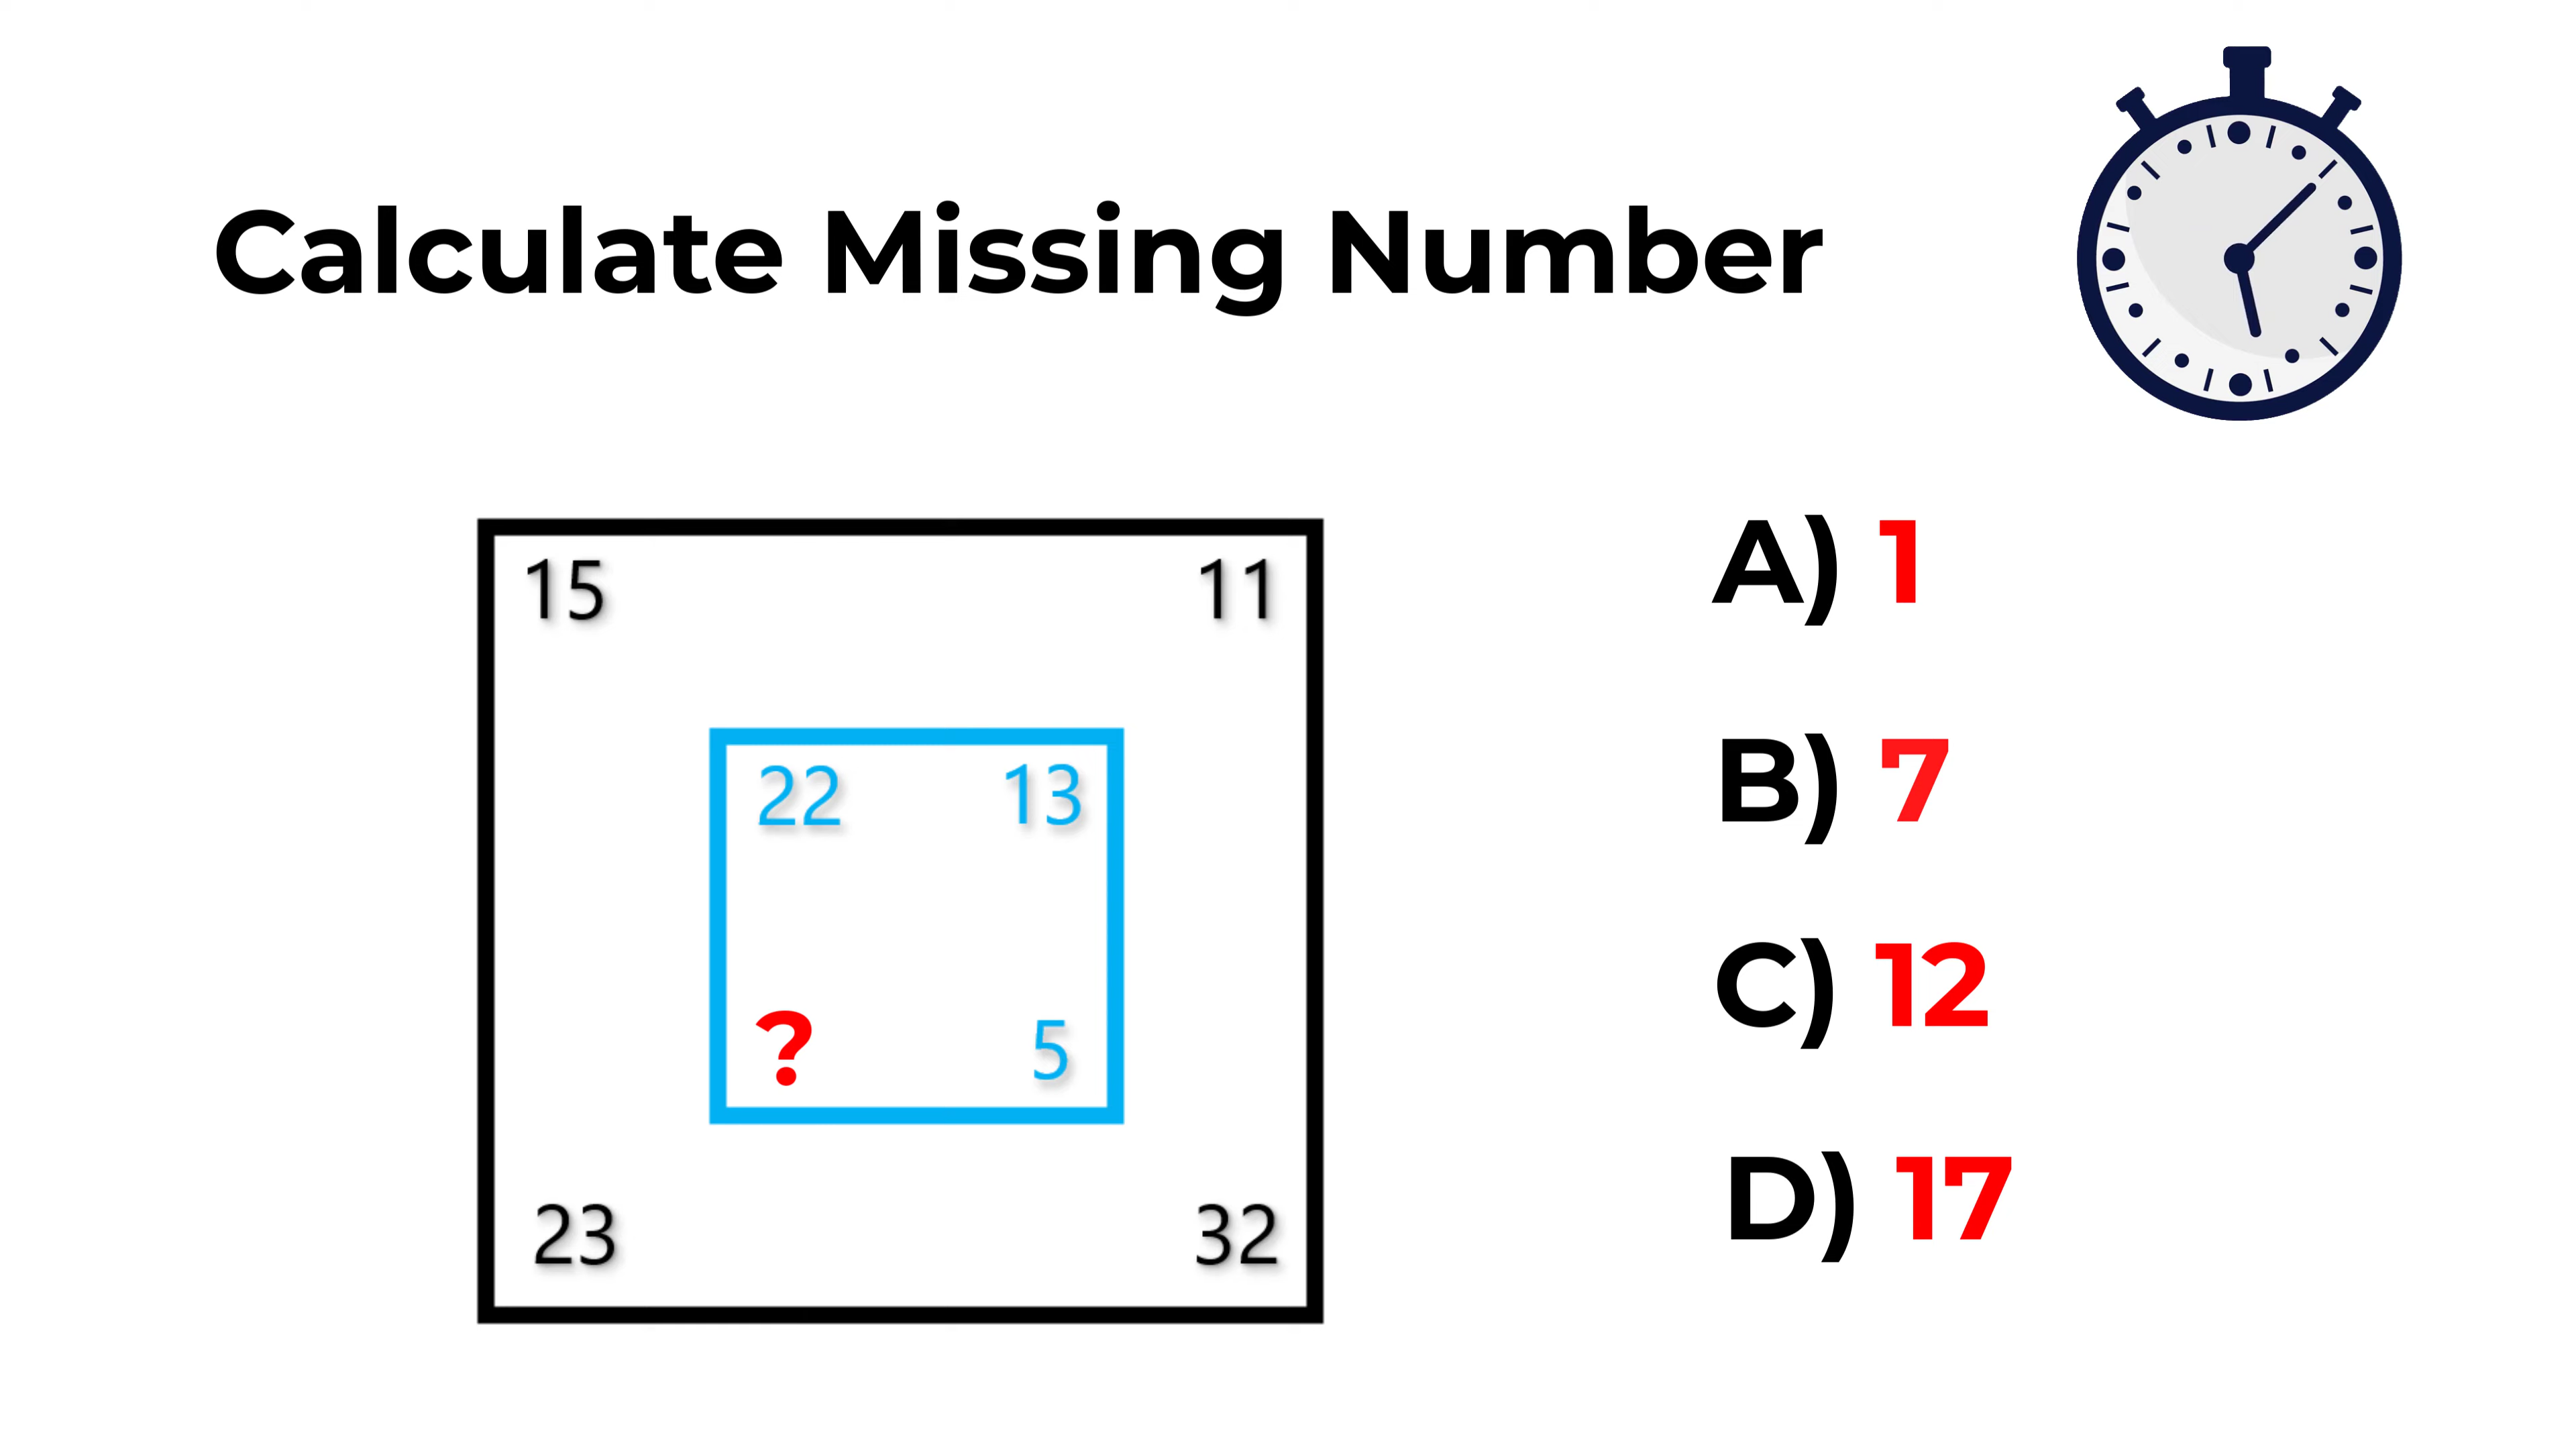 Calculate Missing Number
15 11
22 13
? 5
23 32
A) 1
B) 7
C) 12
D) 17